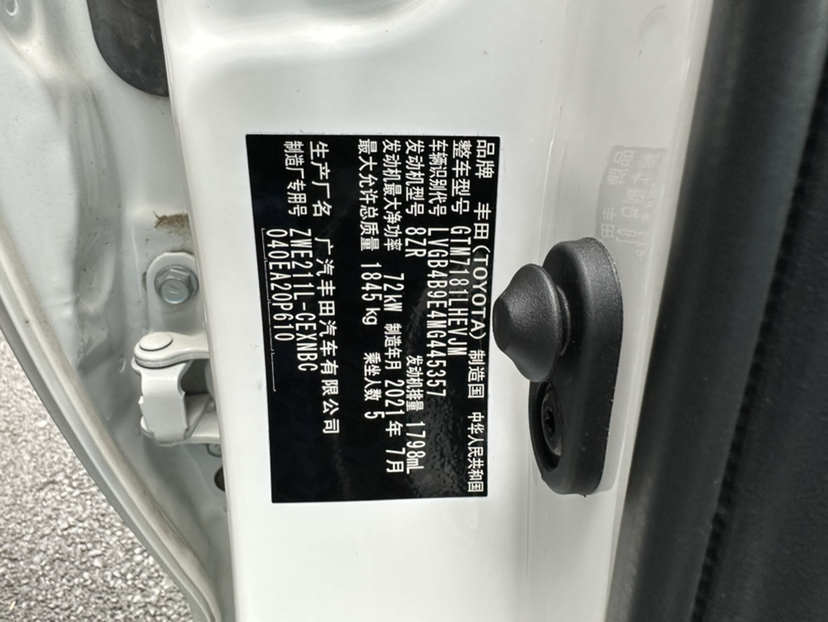 品牌 丰田(TOYOTA) 制造国 中华人民共和国
整车型号 GTM7181LHEVJM
车辆识别代号 LVGB4B9E4MG445357
发动机型号 8ZR 发动机排量 1798mL
发动机最大净功率 72kW 制造年月 2021年 7月
最大允许总质量 1845kg 乘坐人数 5
生产厂名 广汽丰田汽车有限公司
制造厂专用号 ZWE211L-CEXNBC
040EA20P610